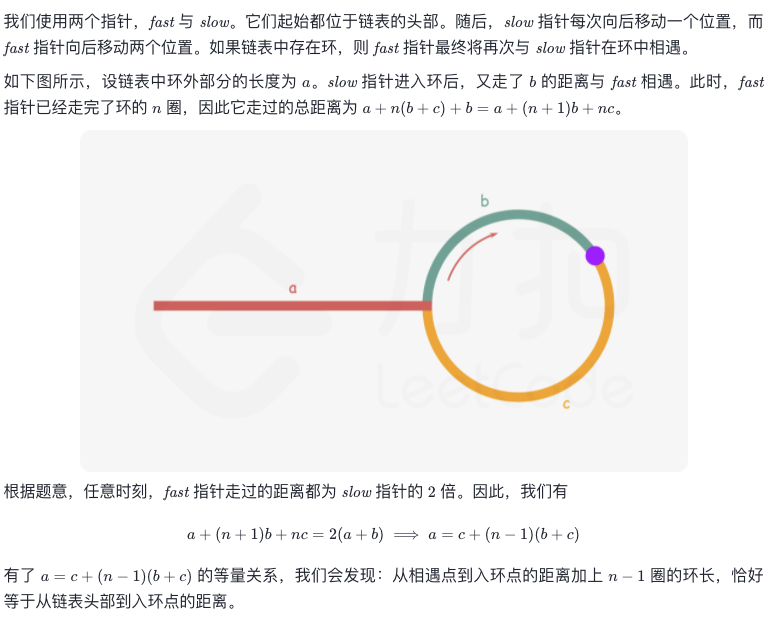 我们使用两个指针，fast 与 slow。它们起始都位于链表的头部。随后，slow 指针每次向后移动一个位置，而
fast 指针向后移动两个位置。如果链表中存在环，则 fast 指针最终将再次与 slow 指针在环中相遇。
如下图所示，设链表中环外部分的长度为 a。slow 指针进入环后，又走了 b 的距离与 fast 相遇。此时，fast
指针已经走完了环的 n 圈，因此它走过的总距离为 a + n(b + c) + b = a + (n + 1)b + nc。
b
a
力扣
LeetCode
c
根据题意，任意时刻，fast 指针走过的距离都为 slow 指针的 2 倍。因此，我们有
a + (n + 1)b + nc = 2(a + b) ⟹ a = c + (n − 1)(b + c)
有了 a = c + (n − 1)(b + c) 的等量关系，我们会发现：从相遇点到入环点的距离加上 n − 1 圈的环长，恰好
等于从链表头部到入环点的距离。